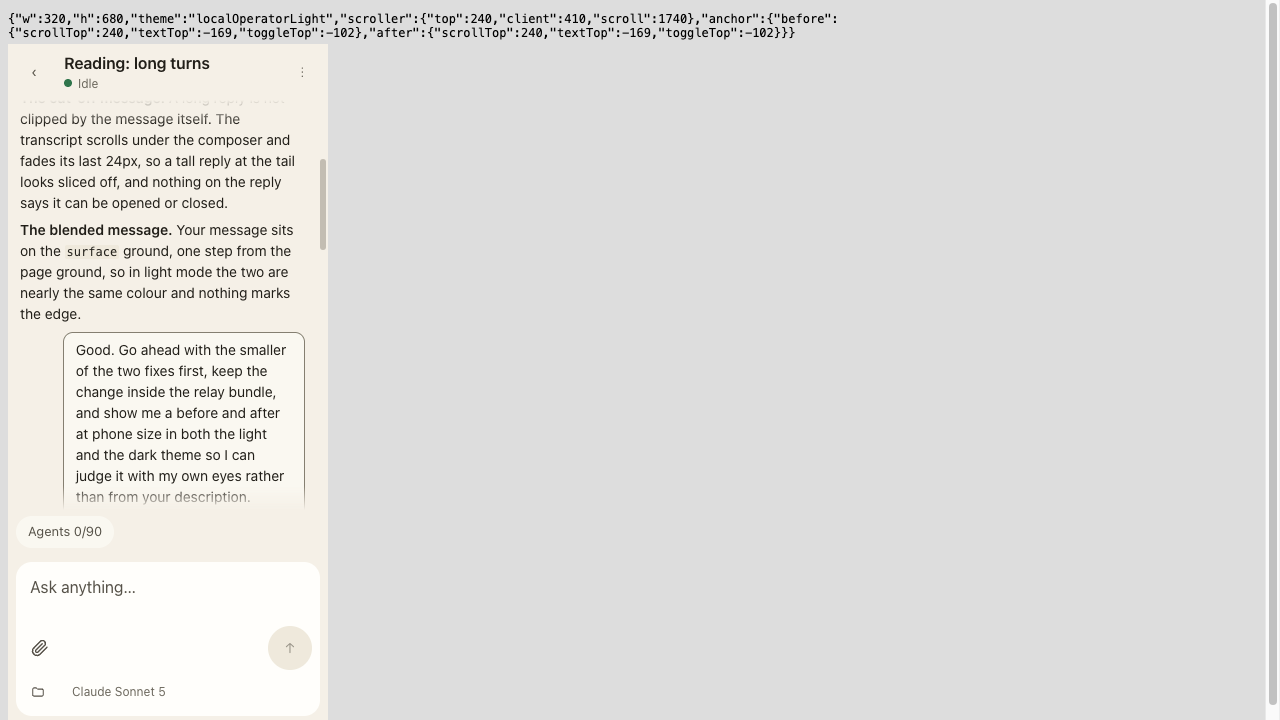 {"w":320,"h":680,"theme":"localOperatorLight","scroller":{"top":240,"client":410,"scroll":1740},"anchor":{"before":
{"scrollTop":240,"textTop":-169,"toggleTop":-102},"after":{"scrollTop":240,"textTop":-169,"toggleTop":-102}}}
Reading: long turns
Idle
clipped by the message itself. The
transcript scrolls under the composer and
fades its last 24px, so a tall reply at the tail
looks sliced off, and nothing on the reply
says it can be opened or closed.
The blended message. Your message sits
on the surface ground, one step from the
page ground, so in light mode the two are
nearly the same colour and nothing marks
the edge.
Good. Go ahead with the smaller
of the two fixes first, keep the
change inside the relay bundle,
and show me a before and after
at phone size in both the light
and the dark theme so I can
judge it with my own eyes rather
than from your description.
Agents 0/90
Ask anything...
Claude Sonnet 5